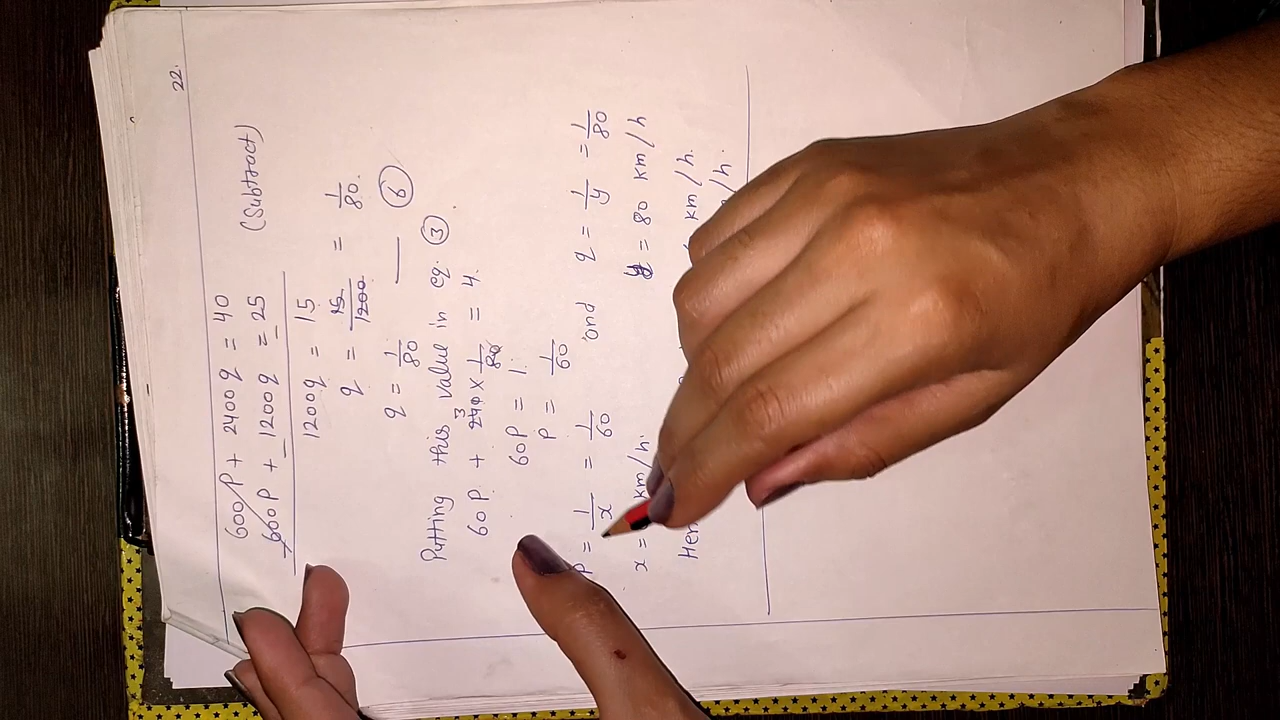 22.
600P + 2400q = 40
600P + 1200q = 25 (Subtract)
- - -
1200q = 15
q = 15/1200 = 1/80.
q = 1/80 — ⑥
Putting this value in eq. ③
60P + 240 3 × 1/80 = 4.
60P = 1.
P = 1/60
P = 1/x = 1/60 and q = 1/y = 1/80
x = km/h. y = 80 km/h
km/h.
/h.